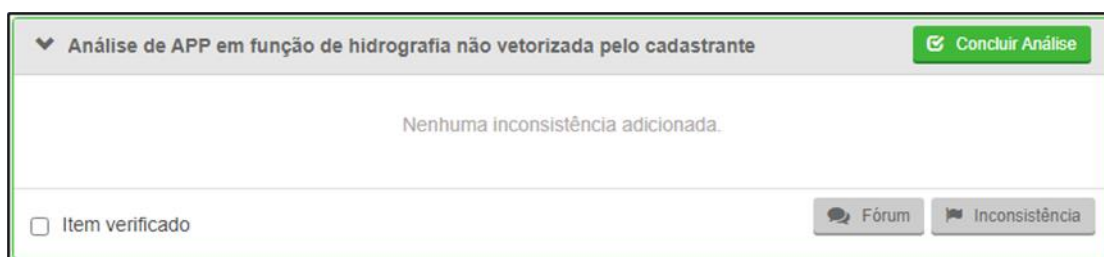 Análise de APP em função de hidrografia não vetorizada pelo cadastrante
Concluir Análise
Nenhuma inconsistência adicionada.
Item verificado
Fórum
Inconsistência